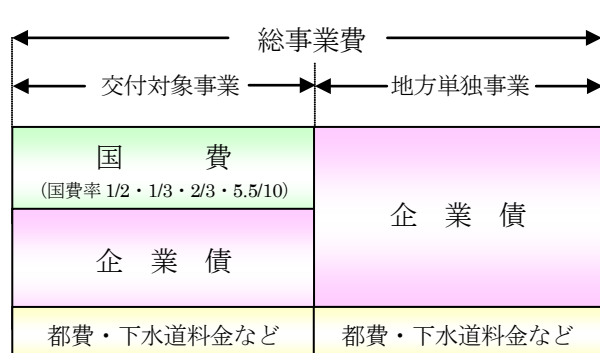 総事業費
交付対象事業
地方単独事業
国　　　費
（国費率 1/2・1/3・2/3・5.5/10）
企　業　債
企　業　債
都費・下水道料金など
都費・下水道料金など